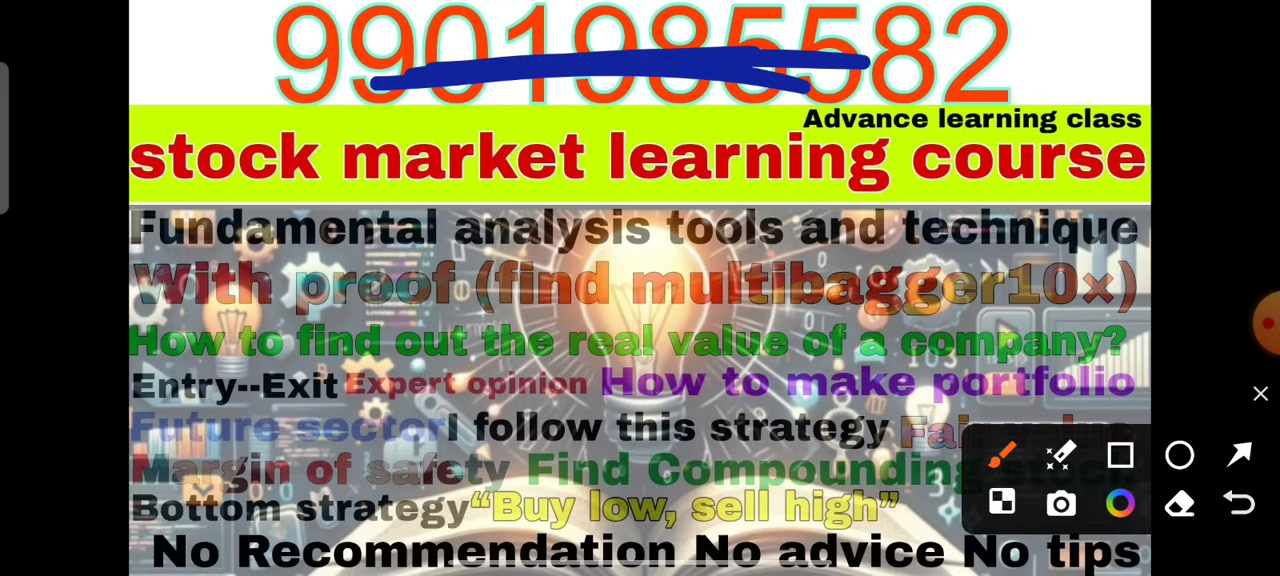 9901985582
Advance learning class
stock market learning course
Fundamental analysis tools and technique
With proof (find multibagger10×)
How to find out the real value of a company?
Entry--Exit Expert opinion How to make portfolio
Future sector I follow this strategy
Margin of safety Find Compounding
Bottom strategy “Buy low, sell high”
No Recommendation No advice No tips